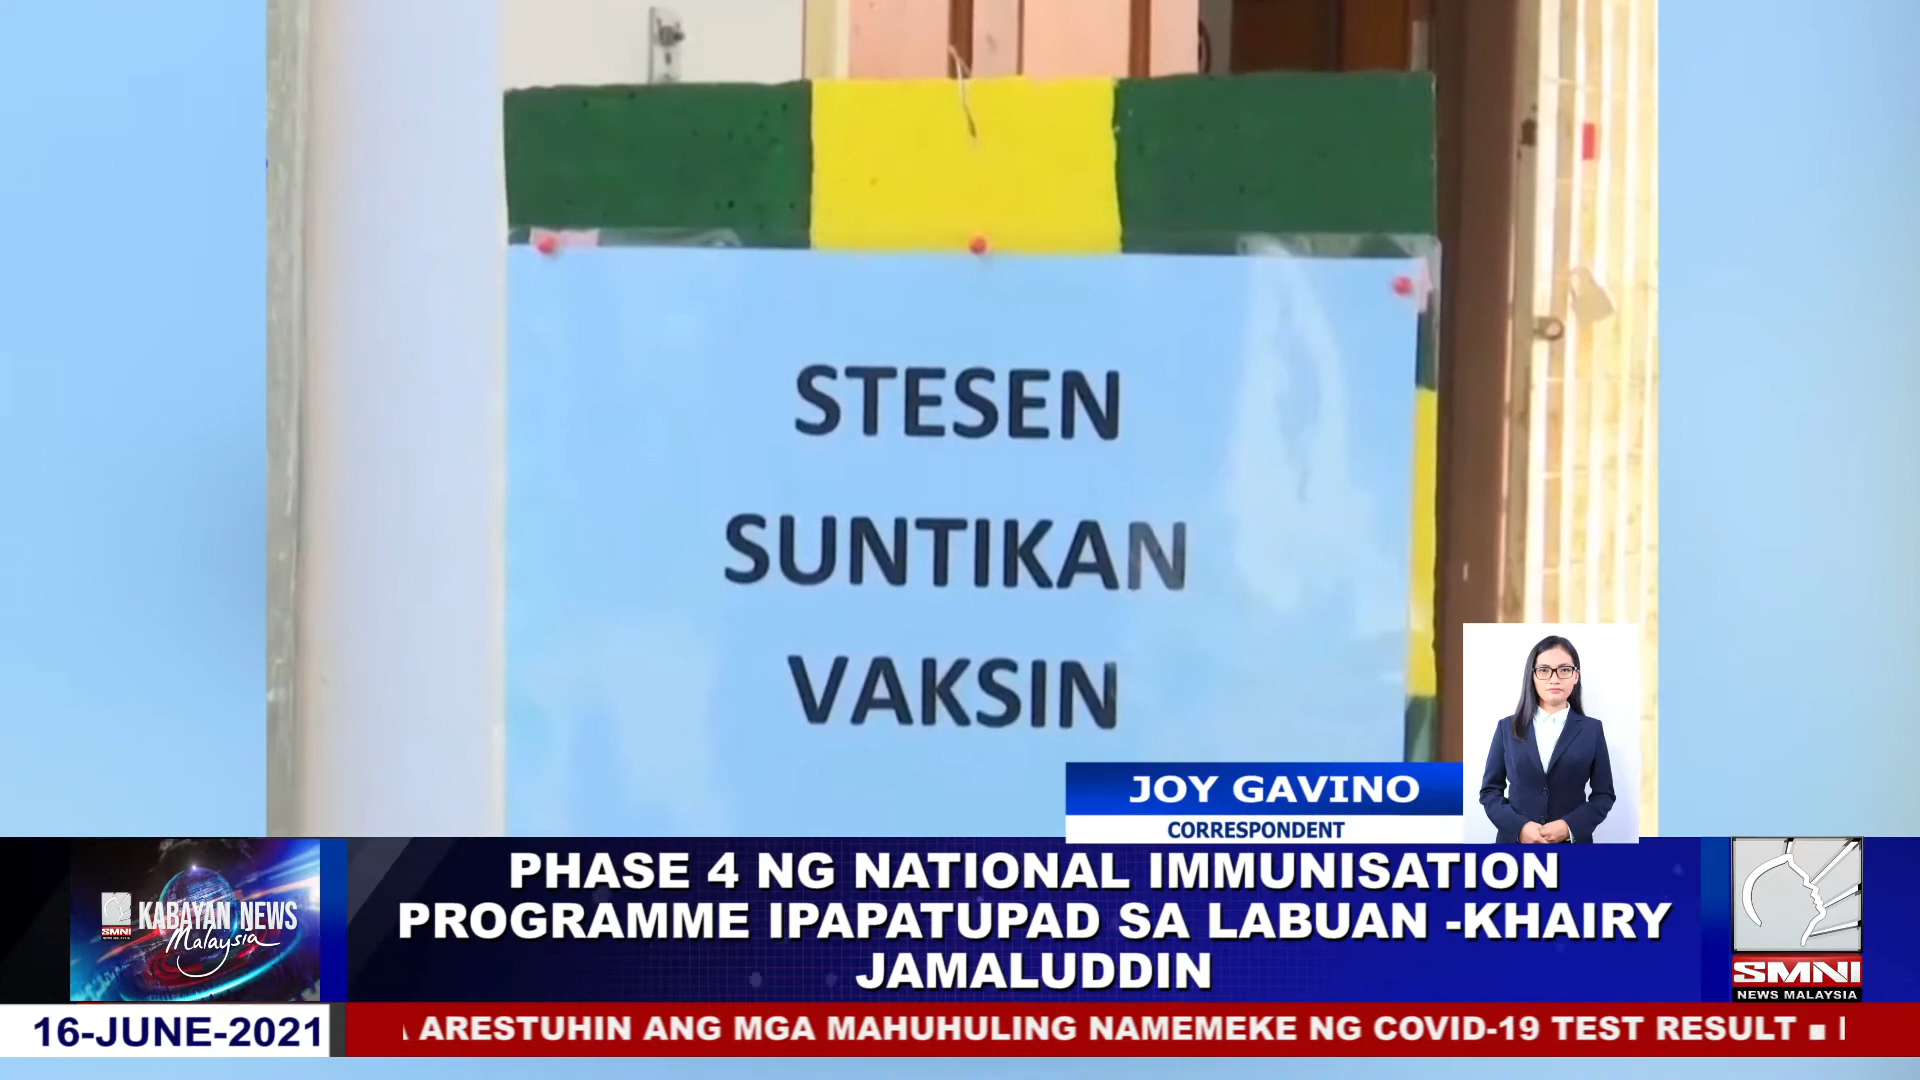 STESEN
SUNTIKAN
VAKSIN
JOY GAVINO
CORRESPONDENT
PHASE 4 NG NATIONAL IMMUNISATION
PROGRAMME IPAPATUPAD SA LABUAN -KHAIRY
JAMALUDDIN
SMNI
KABAYAN NEWS
Malaysia
SMNI
NEWS MALAYSIA
16-JUNE-2021
ARESTUHIN ANG MGA MAHUHULING NAMEMEKE NG COVID-19 TEST RESULT ■